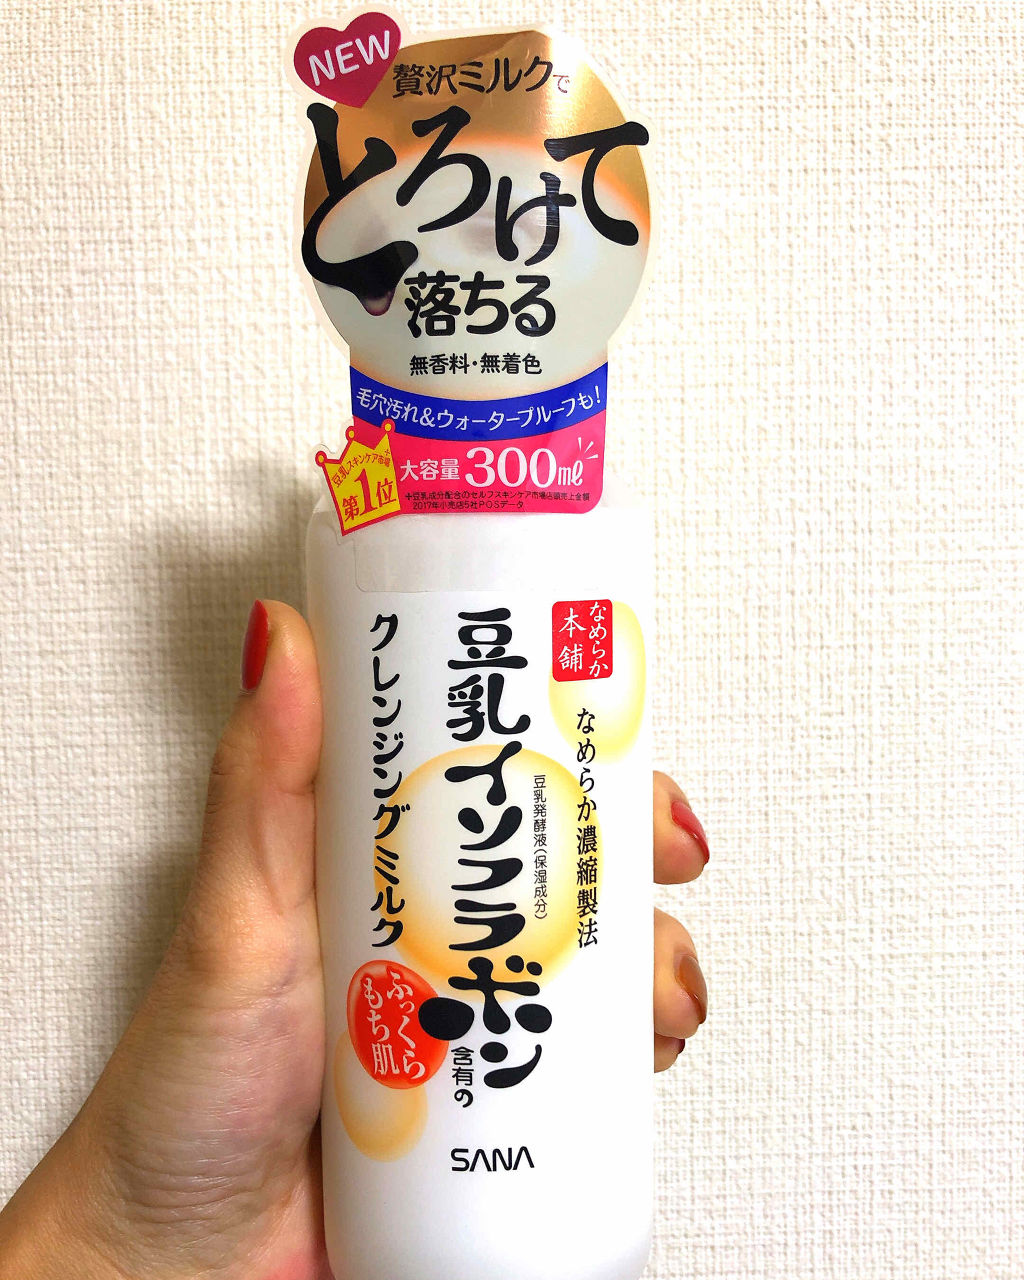 NEW
贅沢ミルクで
とろけて
落ちる
無香料・無着色
毛穴汚れ&ウォータープルーフも!
豆乳スキンケア市場※
第1位
大容量300ml
※豆乳成分配合のセルフスキンケア市場店頭売上金額
2017年小売店5社POSデータ
なめらか
本舗
なめらか濃縮製法
豆乳発酵液(保湿成分)
豆乳イソフラボン
含有の
クレンジングミルク
ふっくら
もち肌
SANA